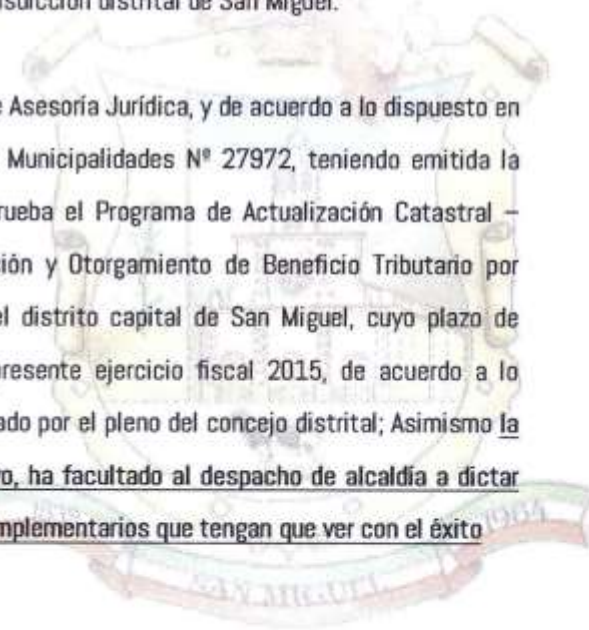 distrital de San Miguel.
e Asesoría Jurídica, y de acuerdo a lo dispuesto en
Municipalidades Nº 27972, teniendo emitida la
rueba el Programa de Actualización Catastral –
ión y Otorgamiento de Beneficio Tributario por
el distrito capital de San Miguel, cuyo plazo de
resente ejercicio fiscal 2015, de acuerdo a lo
ado por el pleno del concejo distrital; Asimismo la
o, ha facultado al despacho de alcaldía a dictar
mplementarios que tengan que ver con el éxito
1984
SAN MIGUEL